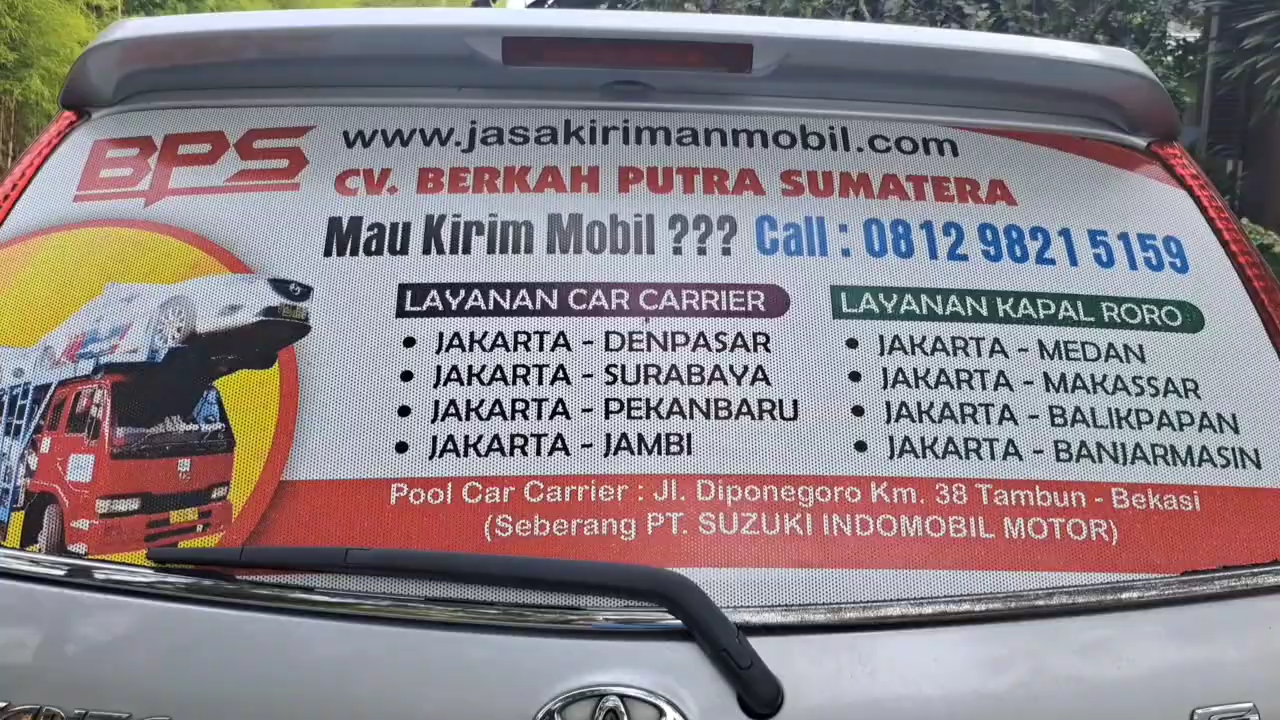 BPS
www.jasakirimanmobil.com
CV. BERKAH PUTRA SUMATERA
Mau Kirim Mobil ??? Call : 0812 9821 5159
LAYANAN CAR CARRIER
• JAKARTA - DENPASAR
• JAKARTA - SURABAYA
• JAKARTA - PEKANBARU
• JAKARTA - JAMBI
LAYANAN KAPAL RORO
• JAKARTA - MEDAN
• JAKARTA - MAKASSAR
• JAKARTA - BALIKPAPAN
• JAKARTA - BANJARMASIN
Pool Car Carrier : Jl. Diponegoro Km. 38 Tambun - Bekasi
(Seberang PT. SUZUKI INDOMOBIL MOTOR)